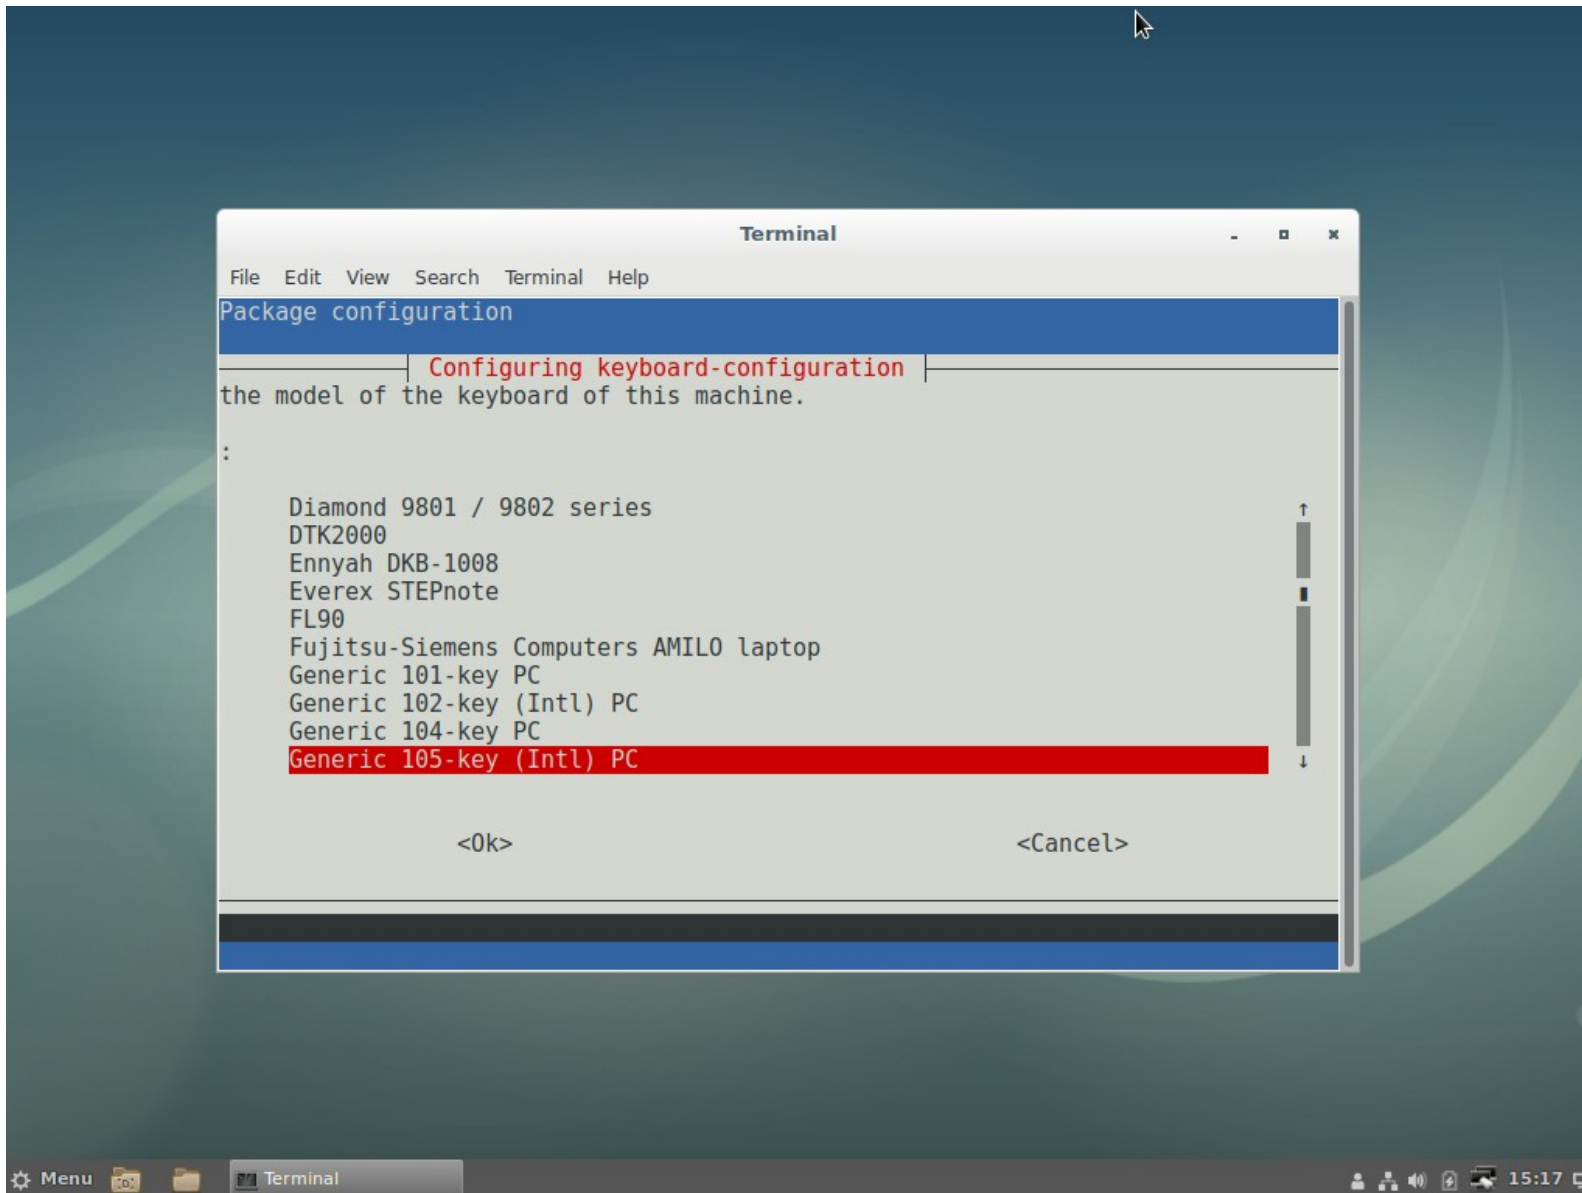 Terminal
File Edit View Search Terminal Help
Package configuration
Configuring keyboard-configuration
the model of the keyboard of this machine.
:
Diamond 9801 / 9802 series
DTK2000
Ennyah DKB-1008
Everex STEPnote
FL90
Fujitsu-Siemens Computers AMILO laptop
Generic 101-key PC
Generic 102-key (Intl) PC
Generic 104-key PC
Generic 105-key (Intl) PC
<Ok> <Cancel>
Menu Terminal 15:17